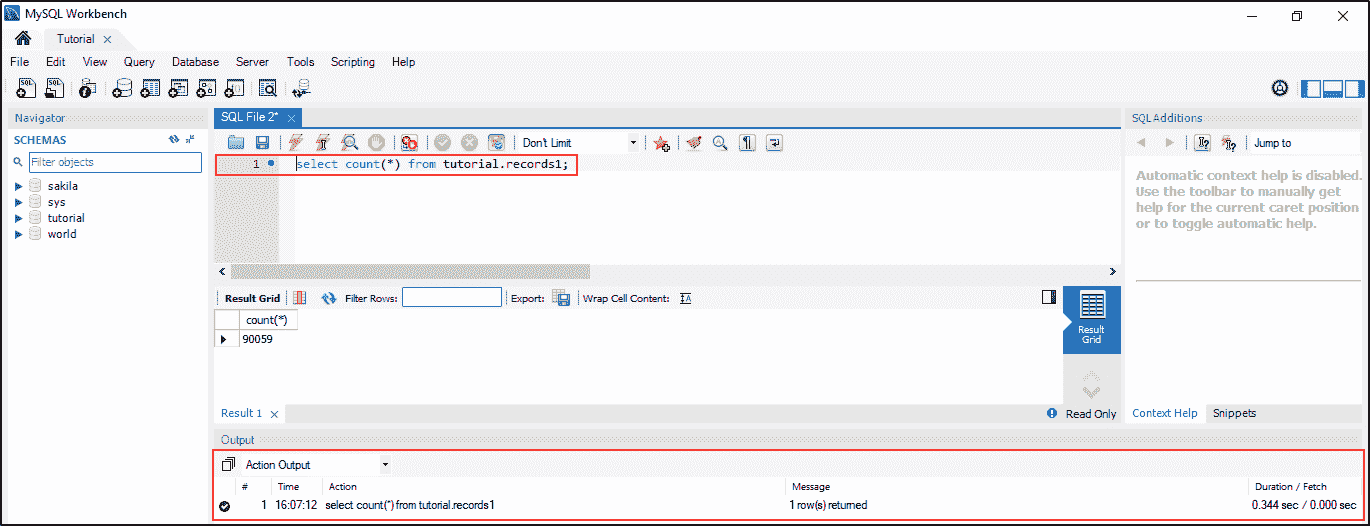 MySQL Workbench
Tutorial
File Edit View Query Database Server Tools Scripting Help
Navigator
SCHEMAS
Filter objects
sakila
sys
tutorial
world
SQL File 2*
Don't Limit
1 select count(*) from tutorial.records1;
Result Grid Filter Rows: Export: Wrap Cell Content:
count(*)
90059
Result
Grid
Result 1
Read Only
SQL Additions
Jump to
Automatic context help is disabled.
Use the toolbar to manually get
help for the current caret position
or to toggle automatic help.
Context Help Snippets
Output
Action Output
# Time Action Message Duration / Fetch
1 16:07:12 select count(*) from tutorial.records1 1 row(s) returned 0.344 sec / 0.000 sec